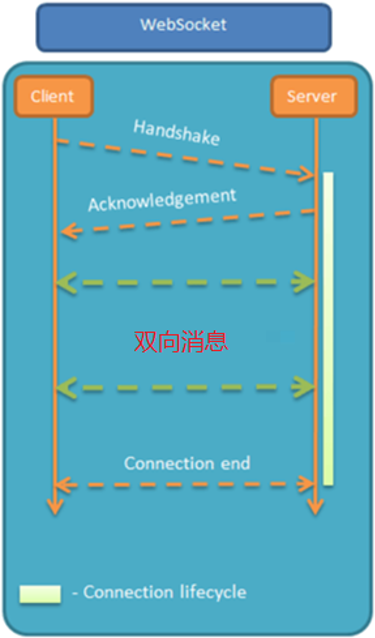 WebSocket
Client
Server
Handshake
Acknowledgement
双向消息
Connection end
- Connection lifecycle